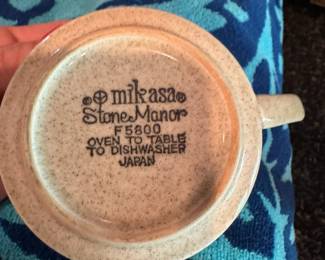 mikasa
Stone Manor
F5800
OVEN TO TABLE
TO DISHWASHER
JAPAN